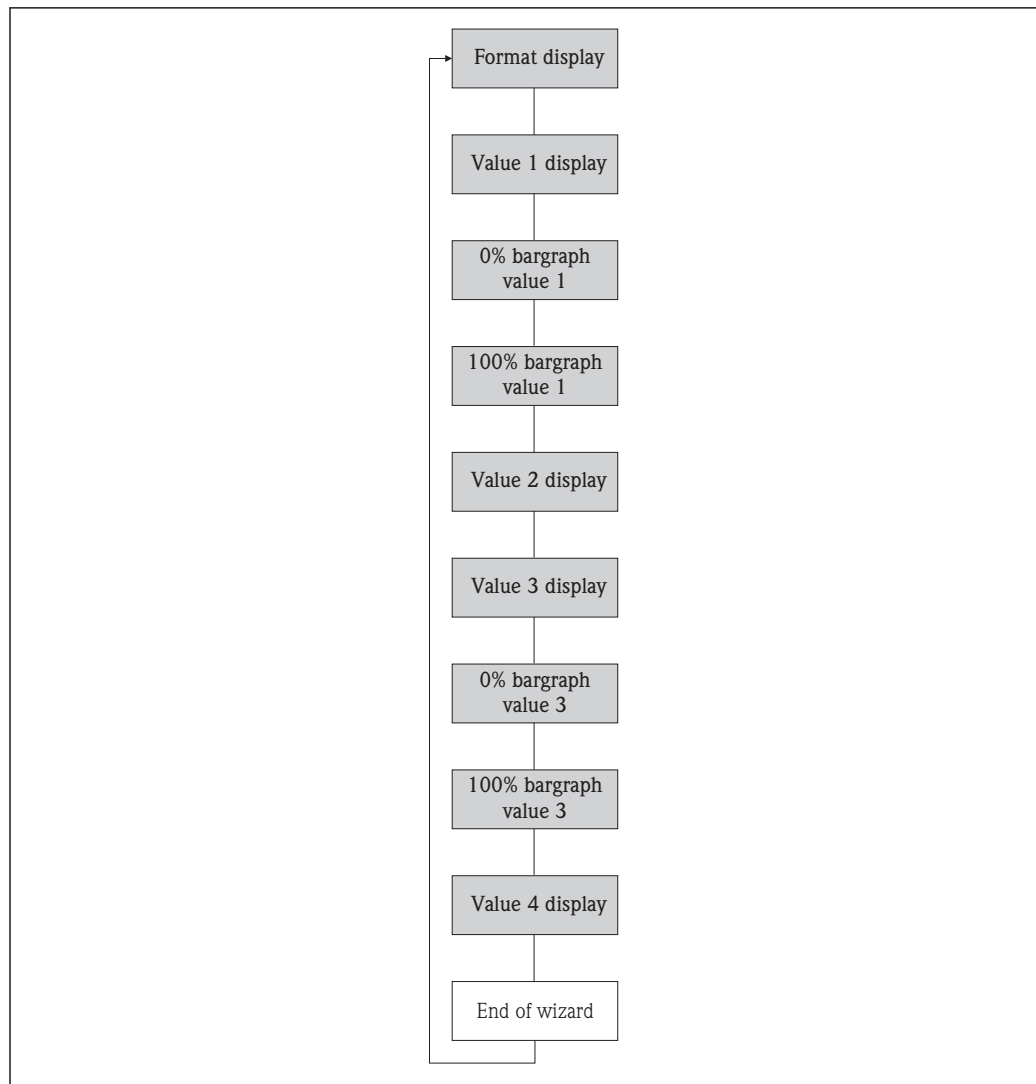 Format display
Value 1 display
0% bargraph
value 1
100% bargraph
value 1
Value 2 display
Value 3 display
0% bargraph
value 3
100% bargraph
value 3
Value 4 display
End of wizard